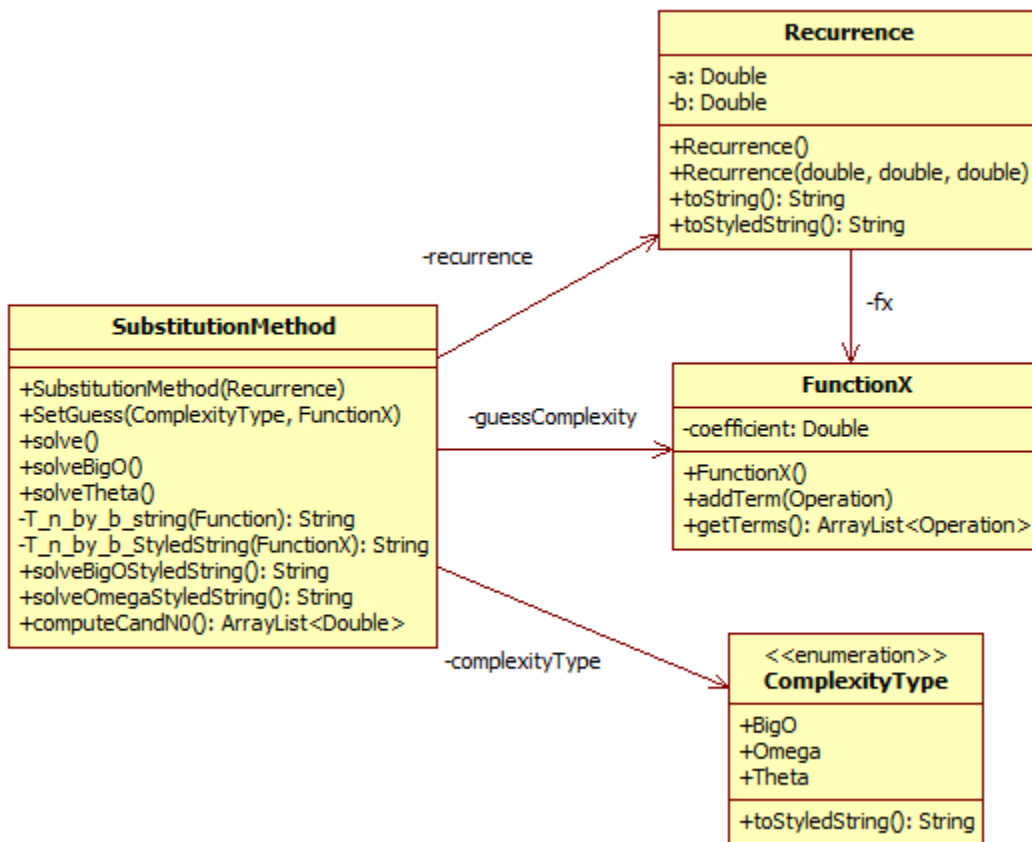 Recurrence
-a: Double
-b: Double
+Recurrence()
+Recurrence(double, double, double)
+toString(): String
+toStyledString(): String
-recurrence
-fx
SubstitutionMethod
+SubstitutionMethod(Recurrence)
+SetGuess(ComplexityType, FunctionX)
+solve()
+solveBigO()
+solveTheta()
-T_n_by_b_string(Function): String
-T_n_by_b_StyledString(FunctionX): String
+solveBigOStyledString(): String
+solveOmegaStyledString(): String
+computeCandN0(): ArrayList<Double>
-guessComplexity
FunctionX
-coefficient: Double
+FunctionX()
+addTerm(Operation)
+getTerms(): ArrayList<Operation>
-complexityType
<<enumeration>>
ComplexityType
+BigO
+Omega
+Theta
+toStyledString(): String